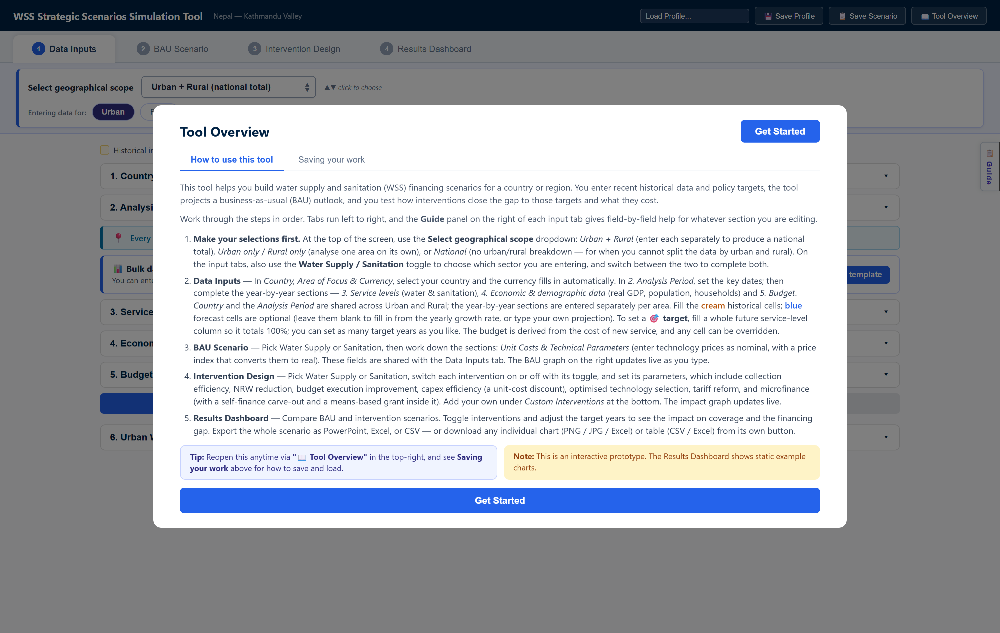 WSS Strategic Scenarios Simulation Tool
Nepal — Kathmandu Valley
Load Profile...
Save Profile
Save Scenario
Tool Overview
1 Data Inputs
2 BAU Scenario
3 Intervention Design
4 Results Dashboard
Select geographical scope
Urban + Rural (national total)
▲▼ click to choose
Entering data for:
Urban
Historical
1. Country
2. Analysi
Every
Bulk da
You can ente
template
3. Service
4. Econon
5. Budget
6. Urban
Guide
Tool Overview
Get Started
How to use this tool
Saving your work
This tool helps you build water supply and sanitation (WSS) financing scenarios for a country or region. You enter recent historical data and policy targets, the tool
projects a business-as-usual (BAU) outlook, and you test how interventions close the gap to those targets and what they cost.
Work through the steps in order. Tabs run left to right, and the Guide panel on the right of each input tab gives field-by-field help for whatever section you are editing.
1. Make your selections first. At the top of the screen, use the Select geographical scope dropdown: Urban + Rural (enter each separately to produce a national
total), Urban only / Rural only (analyse one area on its own), or National (no urban/rural breakdown — for when you cannot split the data by urban and rural). On
the input tabs, also use the Water Supply / Sanitation toggle to choose which sector you are entering, and switch between the two to complete both.
2. Data Inputs — In Country, Area of Focus & Currency, select your country and the currency fills in automatically. In 2. Analysis Period, set the key dates; then
complete the year-by-year sections — 3. Service levels (water & sanitation), 4. Economic & demographic data (real GDP, population, households) and 5. Budget.
Country and the Analysis Period are shared across Urban and Rural; the year-by-year sections are entered separately per area. Fill the cream historical cells; blue
forecast cells are optional (leave them blank to fill in from the yearly growth rate, or type your own projection). To set a 🎯 target, fill a whole future service-level
column so it totals 100%; you can set as many target years as you like. The budget is derived from the cost of new service, and any cell can be overridden.
3. BAU Scenario — Pick Water Supply or Sanitation, then work down the sections: Unit Costs & Technical Parameters (enter technology prices as nominal, with a price
index that converts them to real). These fields are shared with the Data Inputs tab. The BAU graph on the right updates live as you type.
4. Intervention Design — Pick Water Supply or Sanitation, switch each intervention on or off with its toggle, and set its parameters, which include collection
efficiency, NRW reduction, budget execution improvement, capex efficiency (a unit-cost discount), optimised technology selection, tariff reform, and microfinance
(with a self-finance carve-out and a means-based grant inside it). Add your own under Custom Interventions at the bottom. The impact graph updates live.
5. Results Dashboard — Compare BAU and intervention scenarios. Toggle interventions and adjust the target years to see the impact on coverage and the financing
gap. Export the whole scenario as PowerPoint, Excel, or CSV — or download any individual chart (PNG / JPG / Excel) or table (CSV / Excel) from its own button.
Tip: Reopen this anytime via "📖 Tool Overview" in the top-right, and see Saving
your work above for how to save and load.
Note: This is an interactive prototype. The Results Dashboard shows static example
charts.
Get Started